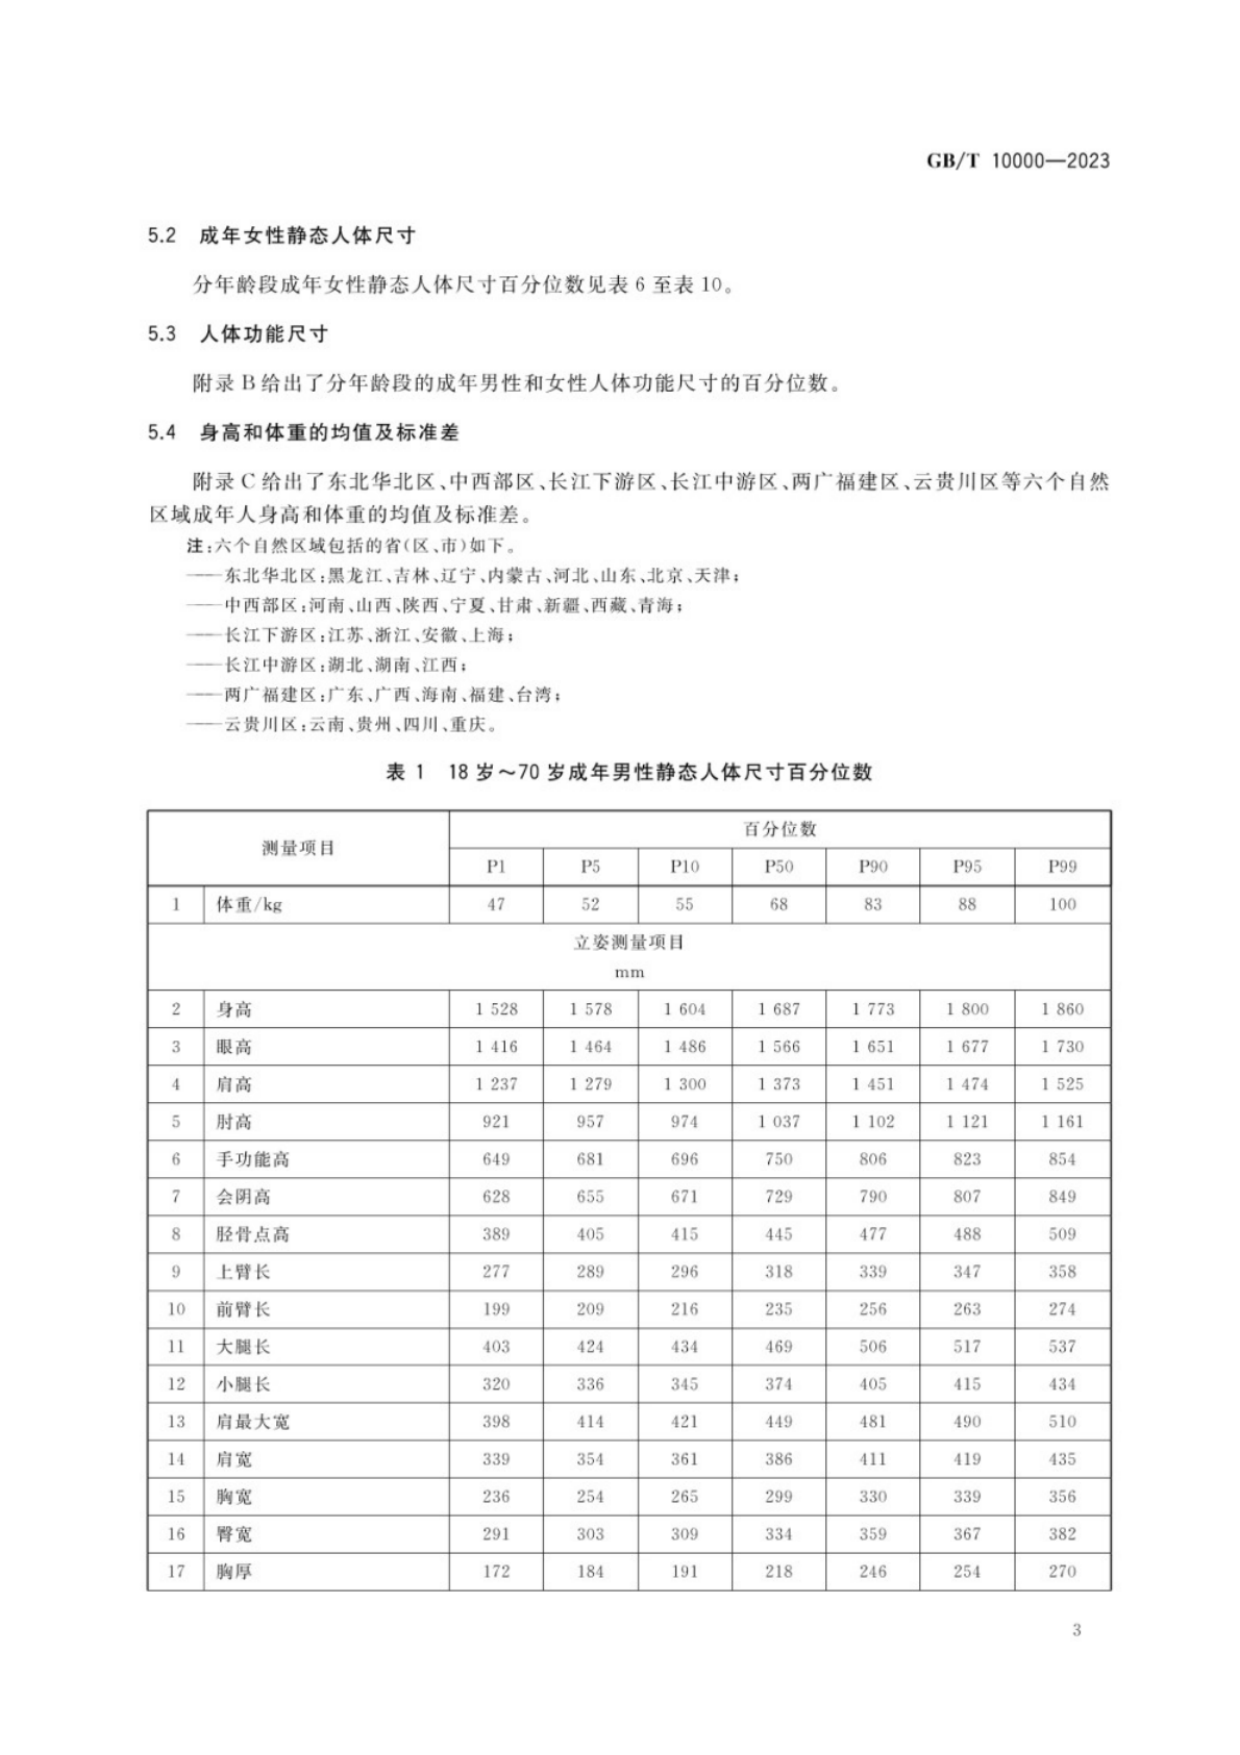 GB/T 10000—2023
5.2 成年女性静态人体尺寸
分年龄段成年女性静态人体尺寸百分位数见表 6 至表 10。
5.3 人体功能尺寸
附录 B 给出了分年龄段的成年男性和女性人体功能尺寸的百分位数。
5.4 身高和体重的均值及标准差
附录 C 给出了东北华北区、中西部区、长江下游区、长江中游区、两广福建区、云贵川区等六个自然
区域成年人身高和体重的均值及标准差。
注:六个自然区域包括的省(区、市)如下。
——东北华北区:黑龙江、吉林、辽宁、内蒙古、河北、山东、北京、天津;
——中西部区:河南、山西、陕西、宁夏、甘肃、新疆、西藏、青海;
——长江下游区:江苏、浙江、安徽、上海;
——长江中游区:湖北、湖南、江西;
——两广福建区:广东、广西、海南、福建、台湾;
——云贵川区:云南、贵州、四川、重庆。
表 1 18 岁～70 岁成年男性静态人体尺寸百分位数
测量项目 百分位数
P1 P5 P10 P50 P90 P95 P99
1 体重/kg 47 52 55 68 83 88 100
立姿测量项目
mm
2 身高 1 528 1 578 1 604 1 687 1 773 1 800 1 860
3 眼高 1 416 1 464 1 486 1 566 1 651 1 677 1 730
4 肩高 1 237 1 279 1 300 1 373 1 451 1 474 1 525
5 肘高 921 957 974 1 037 1 102 1 121 1 161
6 手功能高 649 681 696 750 806 823 854
7 会阴高 628 655 671 729 790 807 849
8 胫骨点高 389 405 415 445 477 488 509
9 上臂长 277 289 296 318 339 347 358
10 前臂长 199 209 216 235 256 263 274
11 大腿长 403 424 434 469 506 517 537
12 小腿长 320 336 345 374 405 415 434
13 肩最大宽 398 414 421 449 481 490 510
14 肩宽 339 354 361 386 411 419 435
15 胸宽 236 254 265 299 330 339 356
16 臀宽 291 303 309 334 359 367 382
17 胸厚 172 184 191 218 246 254 270
3